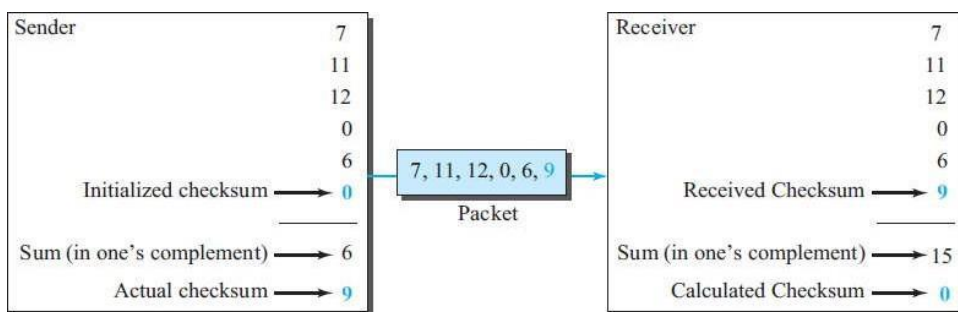 Sender
7
11
12
0
6
Initialized checksum 0
Sum (in one's complement) 6
Actual checksum 9
7, 11, 12, 0, 6, 9
Packet
Receiver
7
11
12
0
6
Received Checksum 9
Sum (in one's complement) 15
Calculated Checksum 0